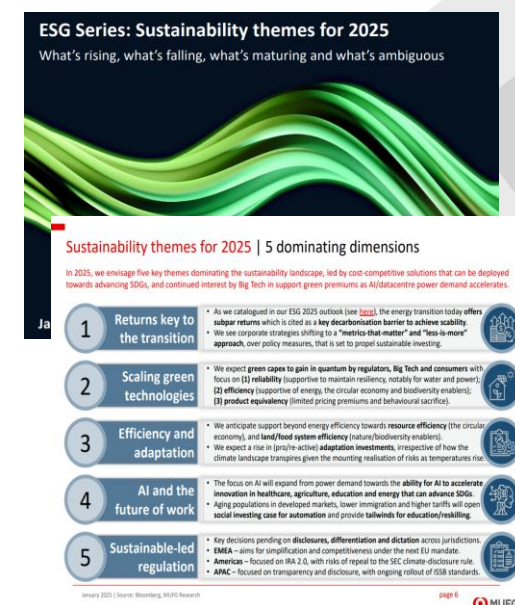 ESG Series: Sustainability themes for 2025
What's rising, what's falling, what's maturing and what's ambiguous
Sustainability themes for 2025 | 5 dominating dimensions
In 2025, we envisage five key themes dominating the sustainability landscape, led by cost-competitive solutions that can be deployed
towards advancing SDGs, and continued interest by Big Tech in support green premiums as AI/datacentre power demand accelerates.
Ja
1
Returns key to
the transition
• As we catalogued in our ESG 2025 outlook (see here), the energy transition today offers
subpar returns which is cited as a key decarbonisation barrier to achieve scability.
• We see corporate strategies shifting to a "metrics-that-matter" and "less-is-more"
approach, over policy measures, that is set to propel sustainable investing.
2
Scaling green
technologies
• We expect green capex to gain in quantum by regulators, Big Tech and consumers with
focus on (1) reliability (supportive to maintain resiliency, notably for water and power);
(2) efficiency (supportive of energy, the circular economy and biodiversity enablers);
(3) product equivalency (limited pricing premiums and behavioural sacrifice).
3
Efficiency and
adaptation
• We anticipate support beyond energy efficiency towards resource efficiency (the circular
economy), and land/food system efficiency (nature/biodiversity enablers).
• We expect a rise in (pro/re-active) adaptation investments, irrespective of how the
climate landscape transpires given the mounting realisation of risks as temperatures rise.
4
AI and the
future of work
• The focus on AI will expand from power demand towards the ability for AI to accelerate
innovation in healthcare, agriculture, education and energy that can advance SDGs.
• Aging populations in developed markets, lower immigration and higher tariffs will open
social investing case for automation and provide tailwinds for education/reskilling.
5
Sustainable-led
regulation
• Key decisions pending on disclosures, differentiation and dictation across jurisdictions.
• EMEA – aims for simplification and competitiveness under the next EU mandate.
• Americas – focused on IRA 2.0, with risks of repeal to the SEC climate-disclosure rule.
• APAC – focused on transparency and disclosure, with ongoing rollout of ISSB standards.
January 2025 | Source: Bloomberg, MUFG Research
page 6
MUFG